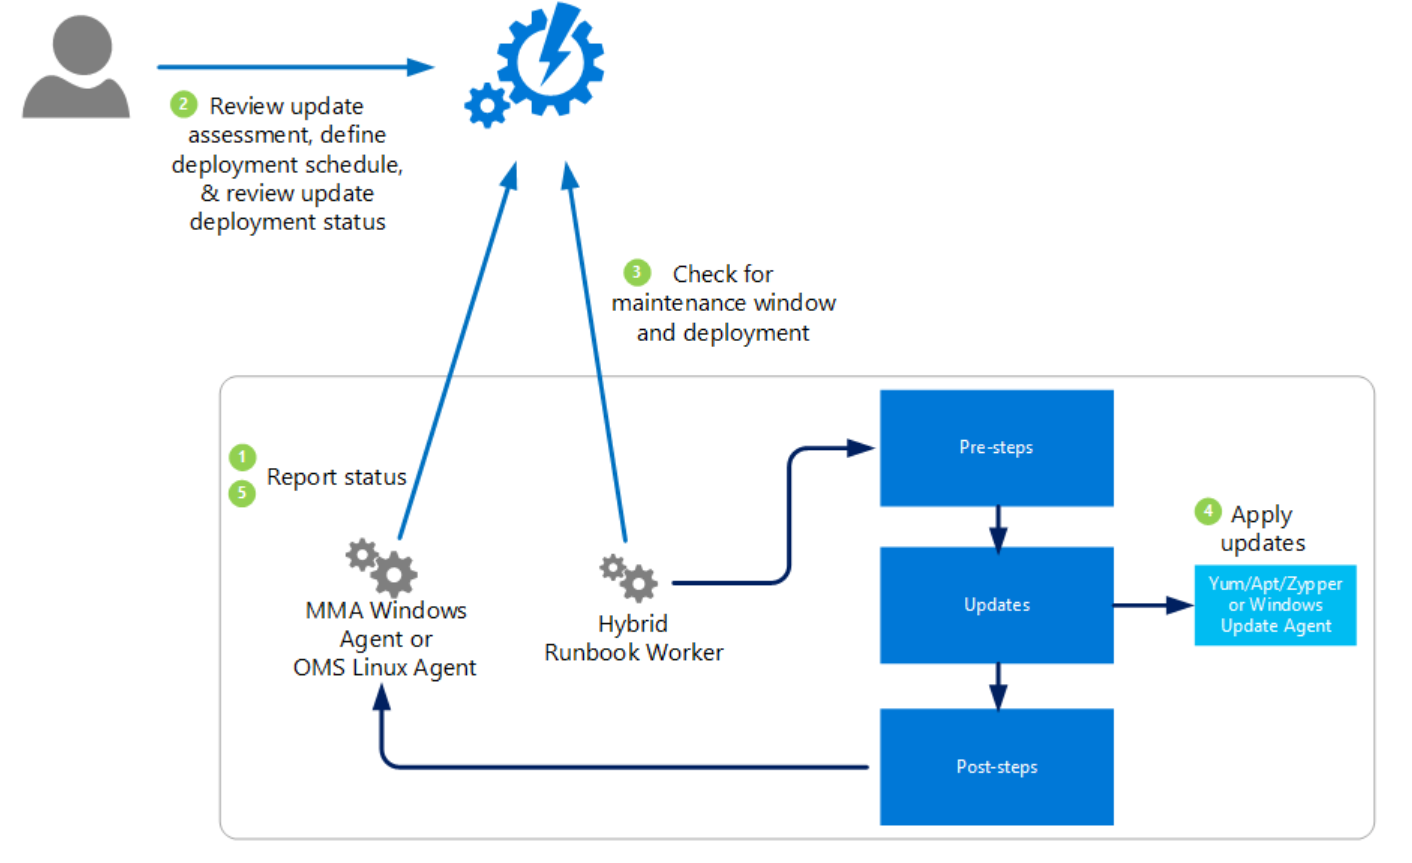 2 Review update
assessment, define
deployment schedule,
& review update
deployment status
3 Check for
maintenance window
and deployment
1
5
Report status
MMA Windows
Agent or
OMS Linux Agent
Hybrid
Runbook Worker
Pre-steps
Updates
Post-steps
4 Apply
updates
Yum/Apt/Zypper
or Windows
Update Agent